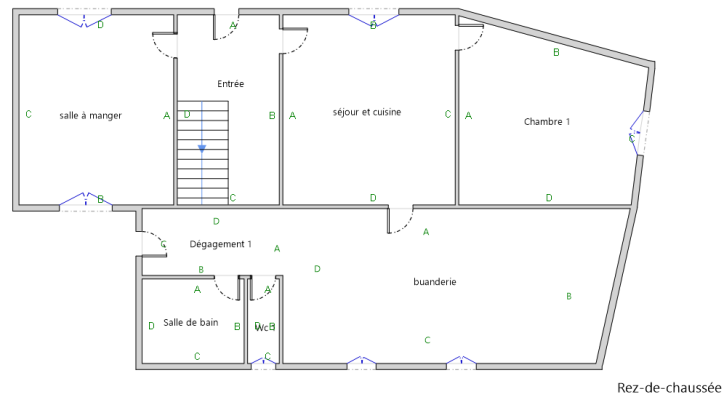 D
A
D
B
Entrée
C
salle à manger
A
D
B
A
séjour et cuisine
C
A
Chambre 1
C
B
C
D
D
D
C
Dégagement 1
A
A
B
D
buanderie
B
A
A
D
Salle de bain
B
D
Wc
B
C
C
C
Rez-de-chaussée